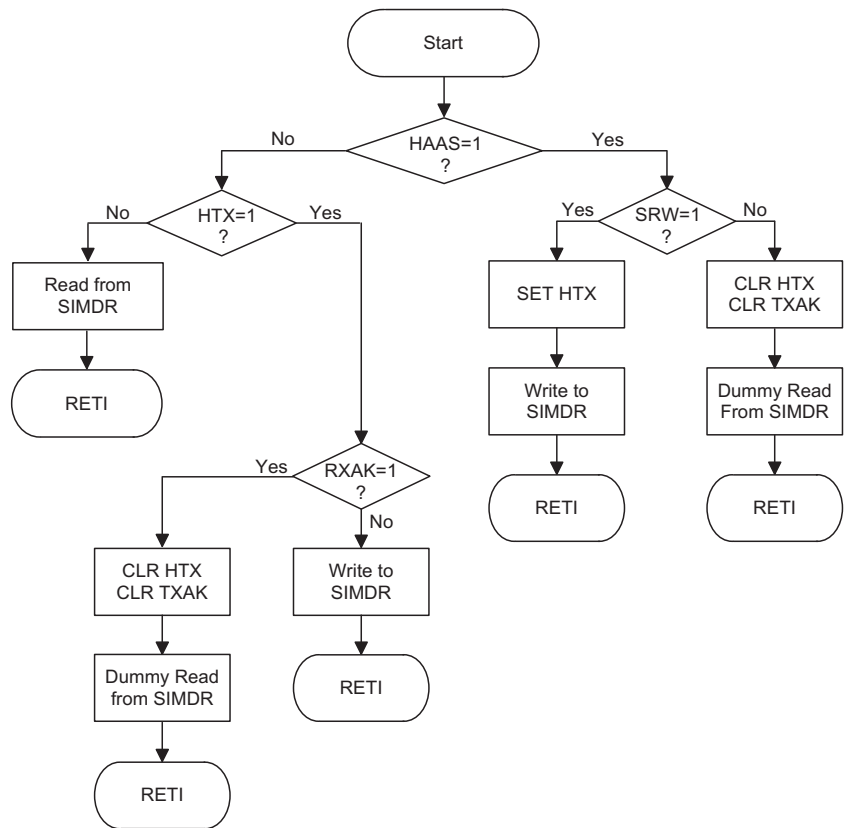 Start
No
HAAS=1
?
Yes
No
HTX=1
?
Yes
Yes
SRW=1
?
No
Read from
SIMDR
SET HTX
CLR HTX
CLR TXAK
RETI
Write to
SIMDR
Dummy Read
From SIMDR
Yes
RXAK=1
?
No
RETI
RETI
CLR HTX
CLR TXAK
Write to
SIMDR
Dummy Read
from SIMDR
RETI
RETI